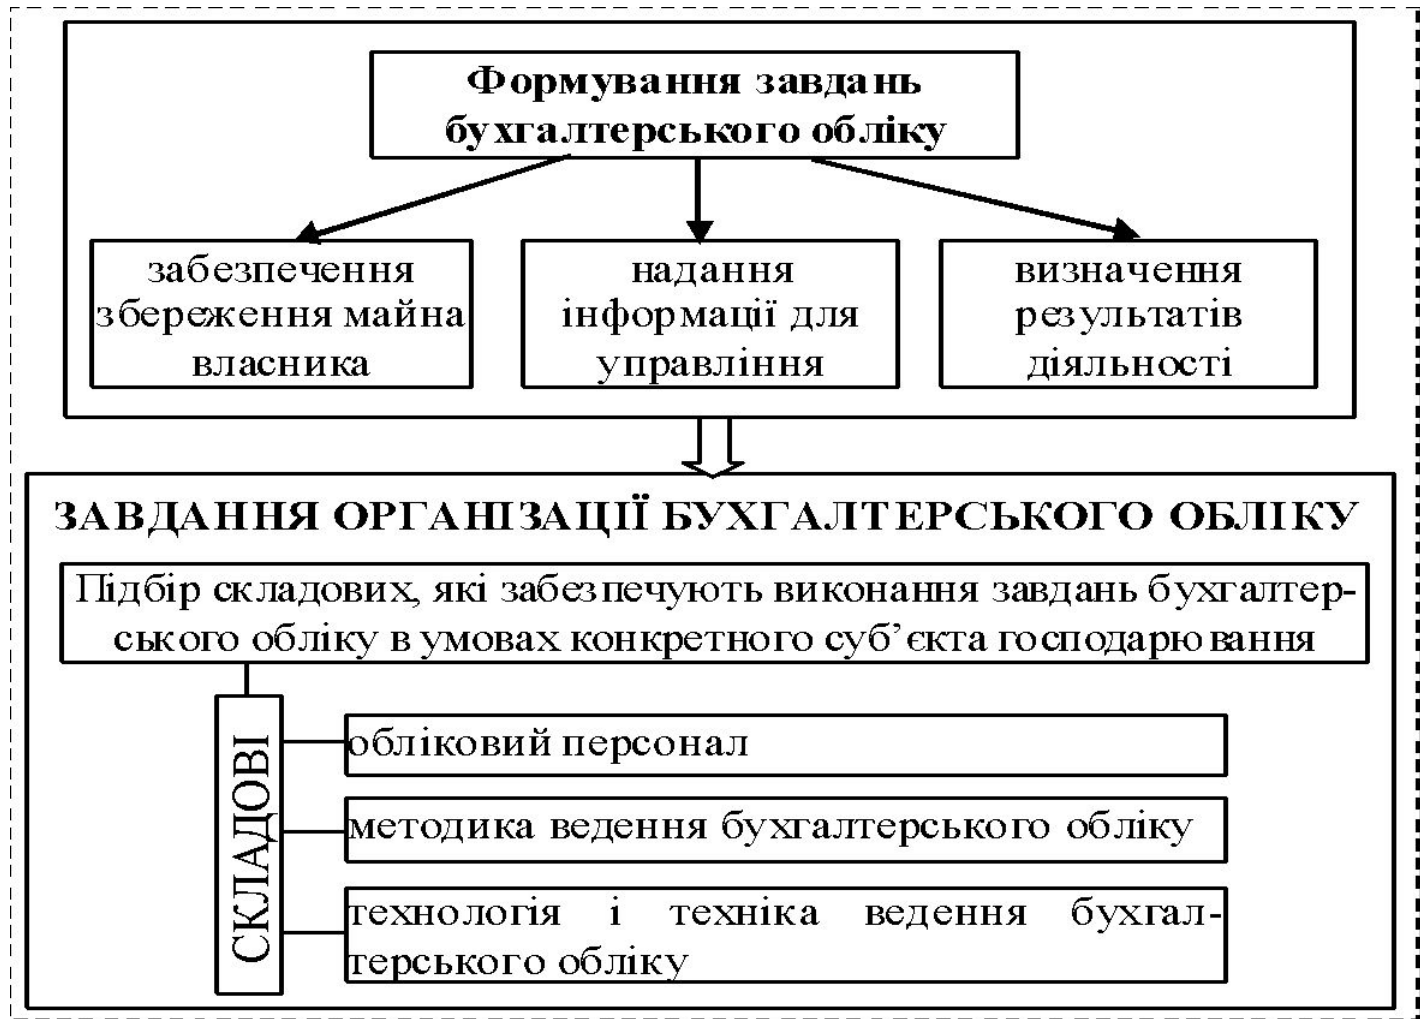 Формування завдань
бухгалтерського обліку
забезпечення
збереження майна
власника
надання
інформації для
управління
визначення
результатів
діяльності
ЗАВДАННЯ ОРГАНІЗАЦІЇ БУХГАЛТЕРСЬКОГО ОБЛІКУ
Підбір складових, які забезпечують виконання завдань бухгалтер-
ського обліку в умовах конкретного суб’єкта господарювання
СКЛАДОВІ
обліковий персонал
методика ведення бухгалтерського обліку
технологія і техніка ведення бухгал-
терського обліку